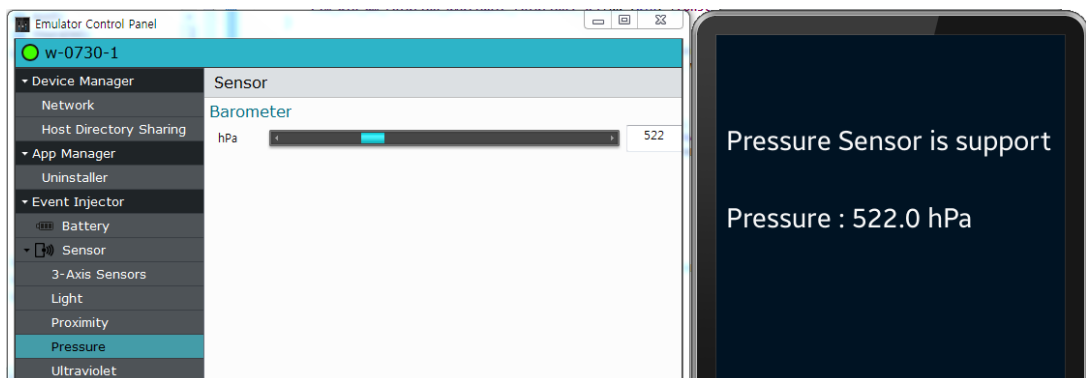 Emulator Control Panel
w-0730-1
Device Manager
Network
Host Directory Sharing
App Manager
Uninstaller
Event Injector
Battery
Sensor
3-Axis Sensors
Light
Proximity
Pressure
Ultraviolet
Sensor
Barometer
hPa
522
Pressure Sensor is support
Pressure : 522.0 hPa